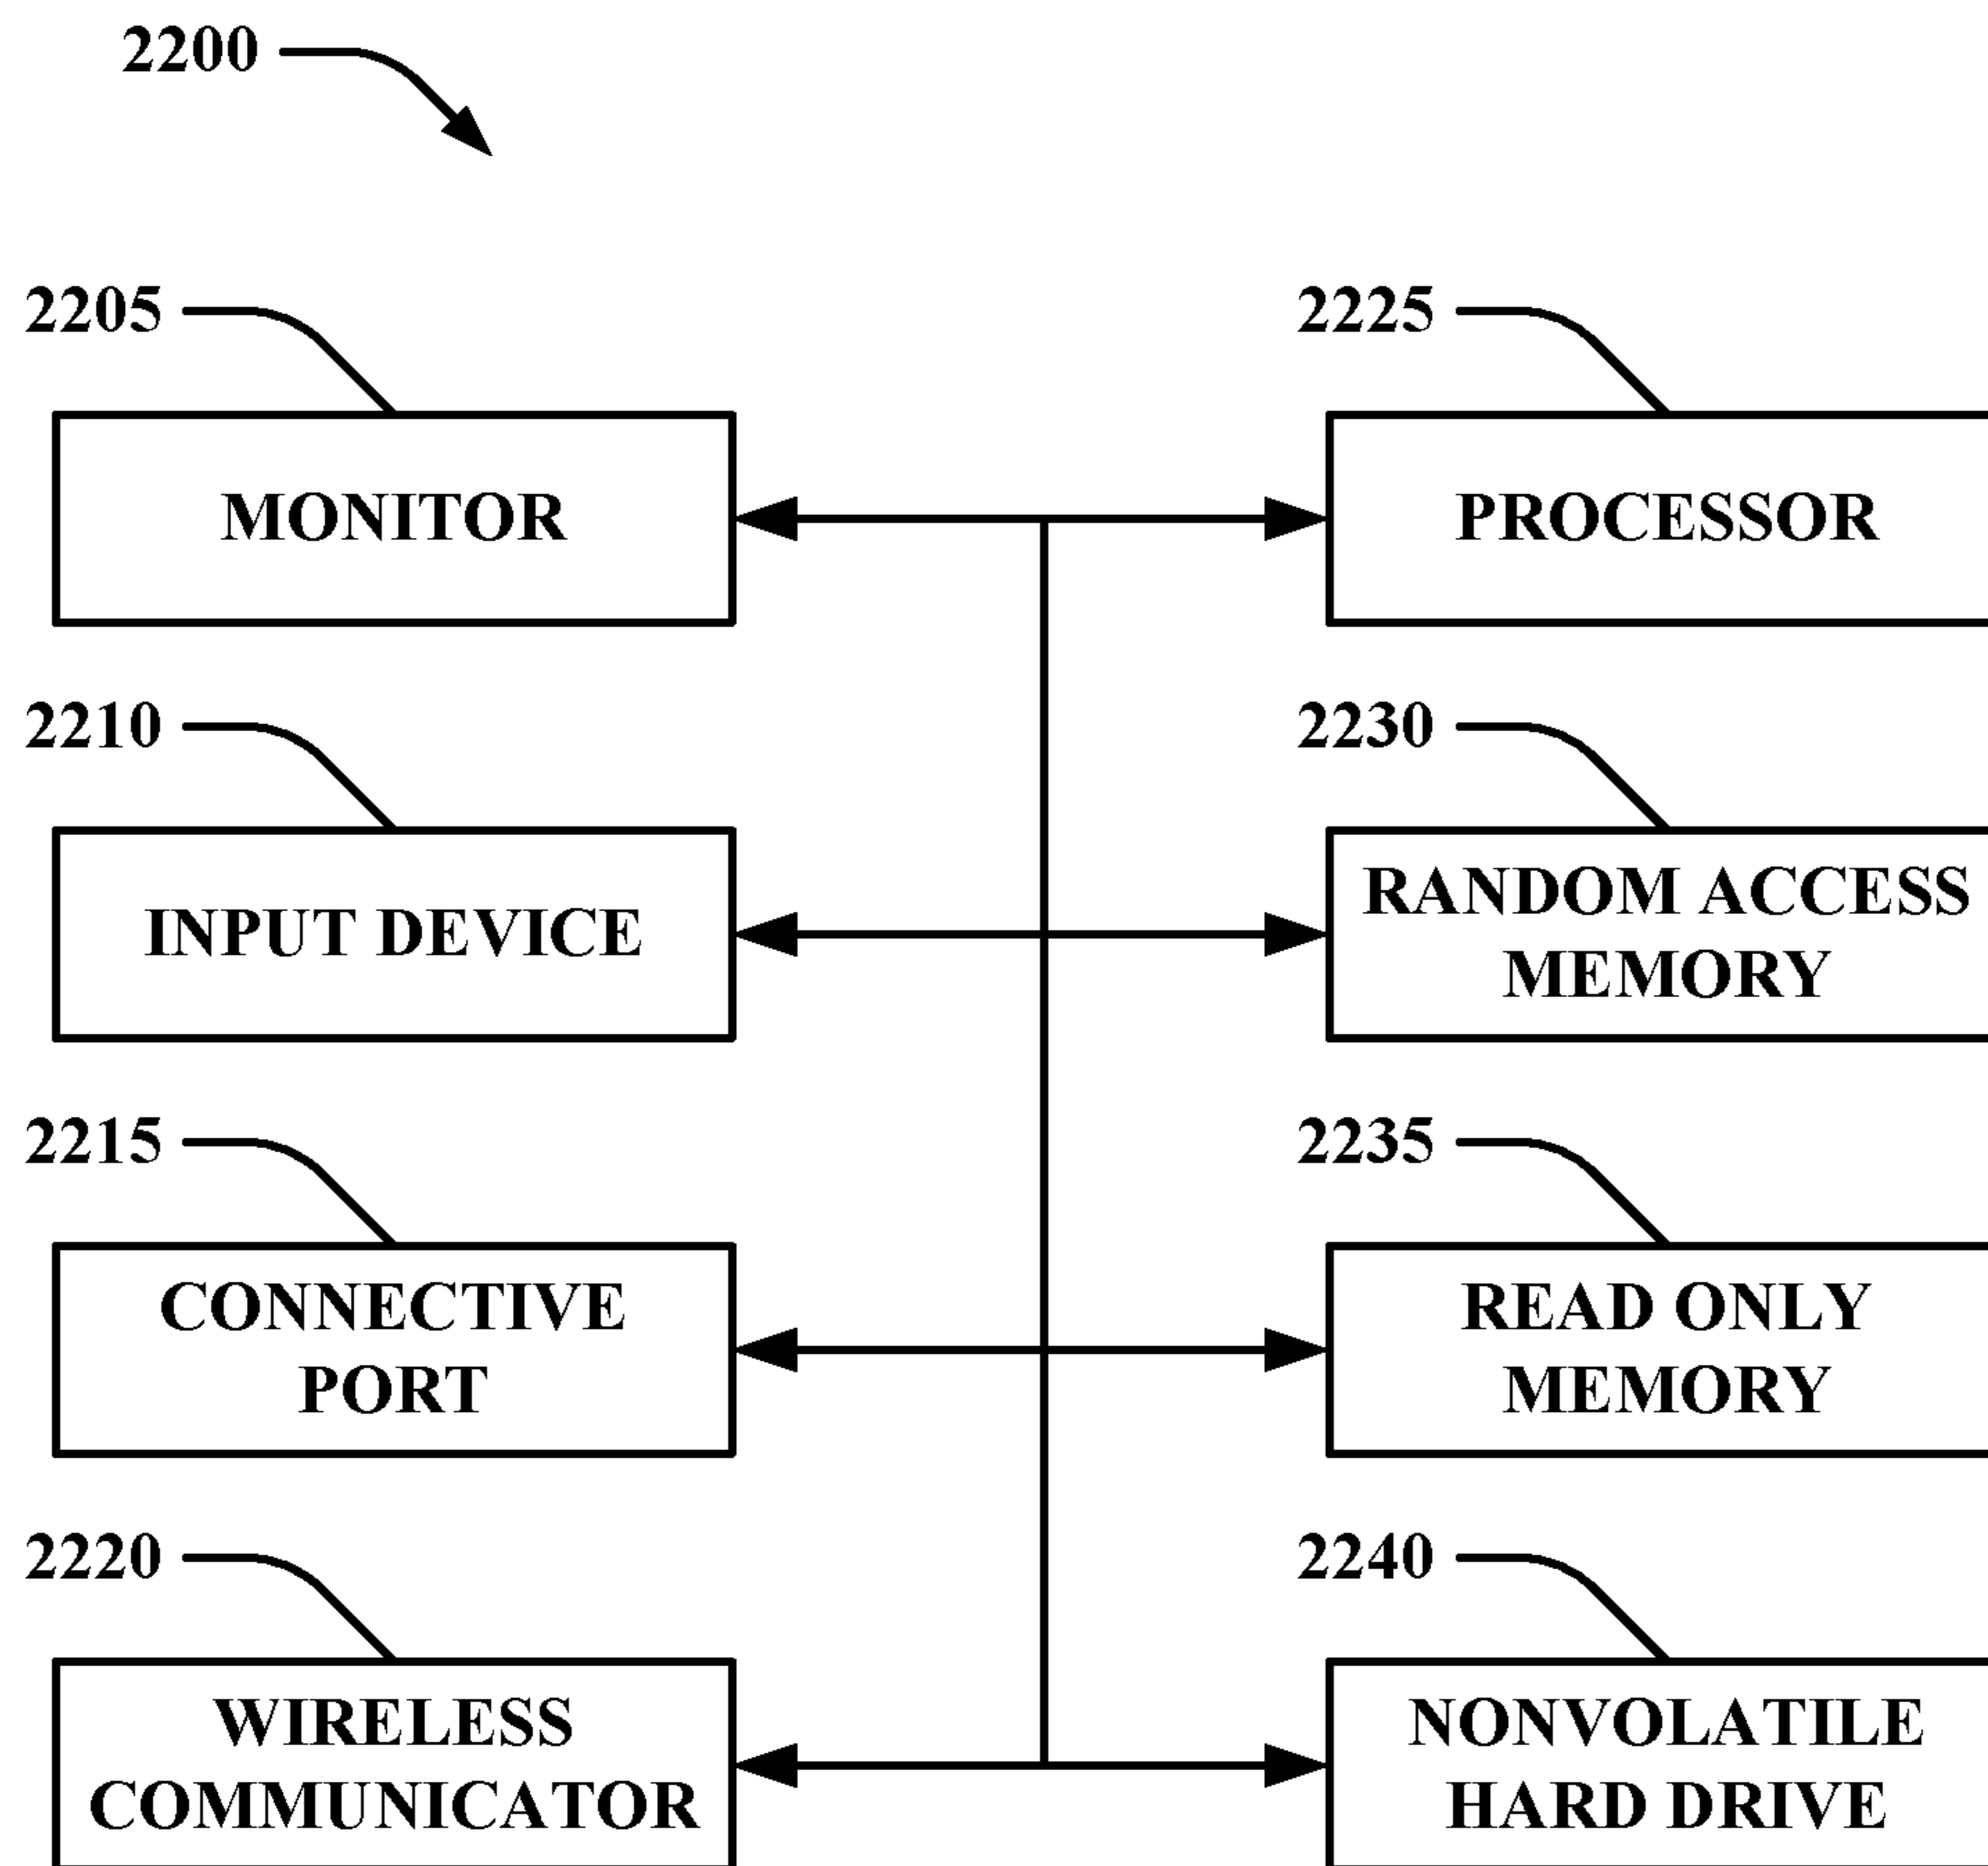 2200
2205
2225
MONITOR
PROCESSOR
2210
2230
INPUT DEVICE
RANDOM ACCESS
MEMORY
2215
2235
CONNECTIVE
PORT
READ ONLY
MEMORY
2220
2240
WIRELESS
COMMUNICATOR
NONVOLATILE
HARD DRIVE